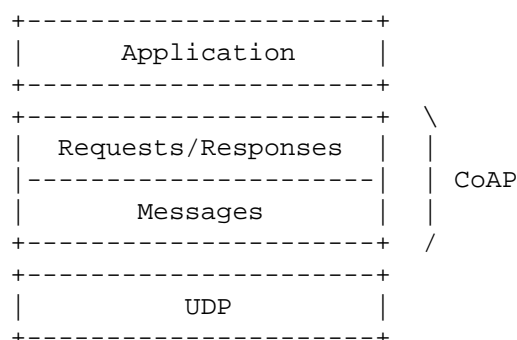 +----------------------+
|      Application     |
+----------------------+
+----------------------+  \
|  Requests/Responses  |  |
|----------------------|  | CoAP
|       Messages       |  |
+----------------------+  /
+----------------------+
|          UDP         |
+----------------------+